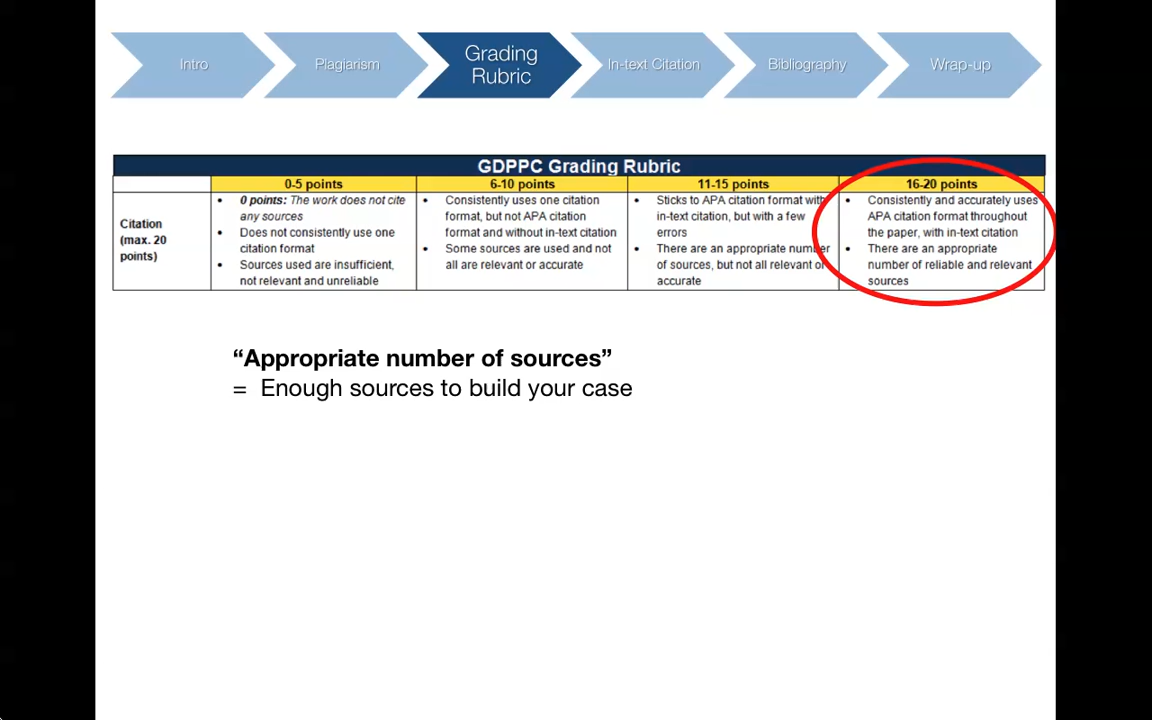 Intro
Plagiarism
Grading
Rubric
In-text Citation
Bibliography
Wrap-up
GDPPC Grading Rubric
0-5 points
6-10 points
11-15 points
16-20 points
Citation
(max. 20
points)
• 0 points: The work does not cite
any sources
• Does not consistently use one
citation format
• Sources used are insufficient,
not relevant and unreliable
• Consistently uses one citation
format, but not APA citation
format and without in-text citation
• Some sources are used and not
all are relevant or accurate
• Sticks to APA citation format with
in-text citation, but with a few
errors
• There are an appropriate number
of sources, but not all relevant or
accurate
• Consistently and accurately uses
APA citation format throughout
the paper, with in-text citation
• There are an appropriate
number of reliable and relevant
sources
“Appropriate number of sources”
= Enough sources to build your case